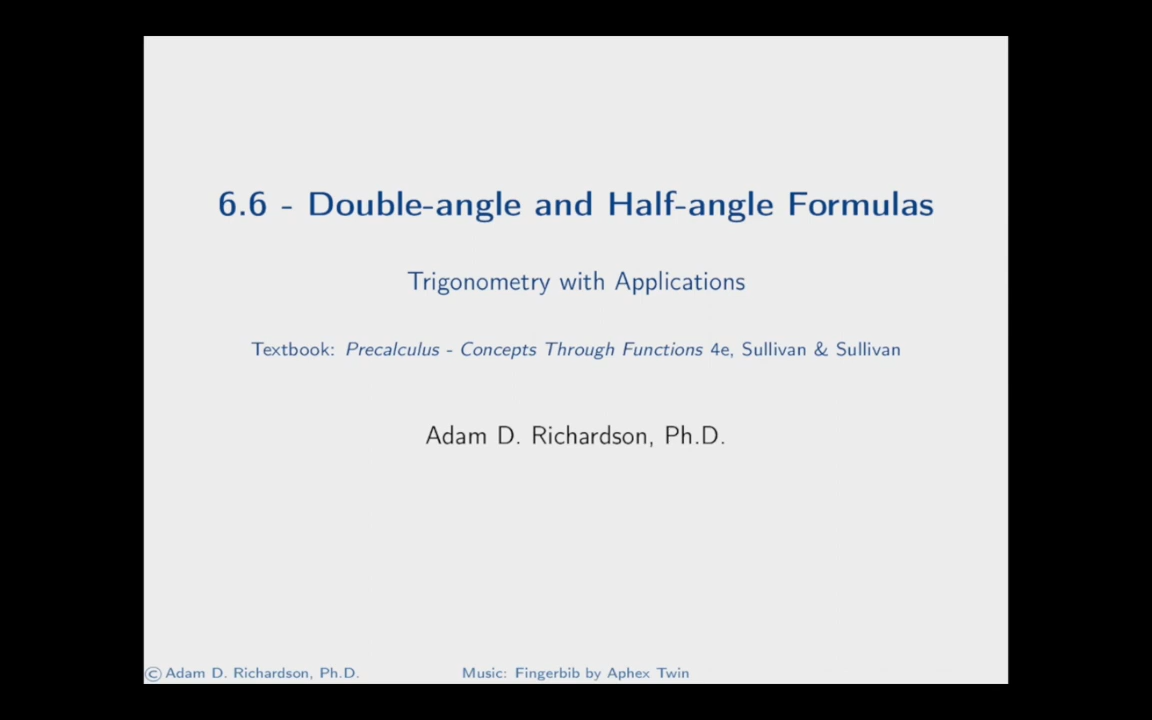 6.6 - Double-angle and Half-angle Formulas
Trigonometry with Applications
Textbook: Precalculus - Concepts Through Functions 4e, Sullivan & Sullivan
Adam D. Richardson, Ph.D.
© Adam D. Richardson, Ph.D. Music: Fingerbib by Aphex Twin